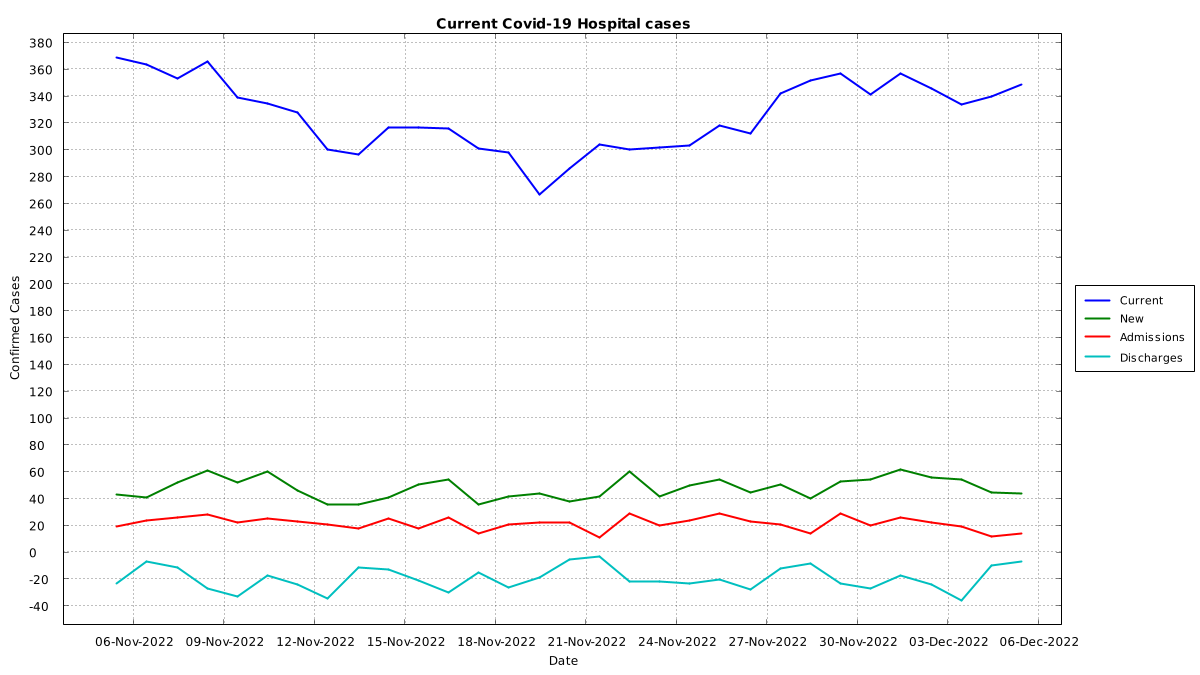 Current Covid-19 Hospital cases
380
360
340
320
300
280
260
240
220
200
180
160
140
120
100
80
60
40
20
0
-20
-40
Confirmed Cases
06-Nov-2022 09-Nov-2022 12-Nov-2022 15-Nov-2022 18-Nov-2022 21-Nov-2022 24-Nov-2022 27-Nov-2022 30-Nov-2022 03-Dec-2022 06-Dec-2022
Date
Current
New
Admissions
Discharges